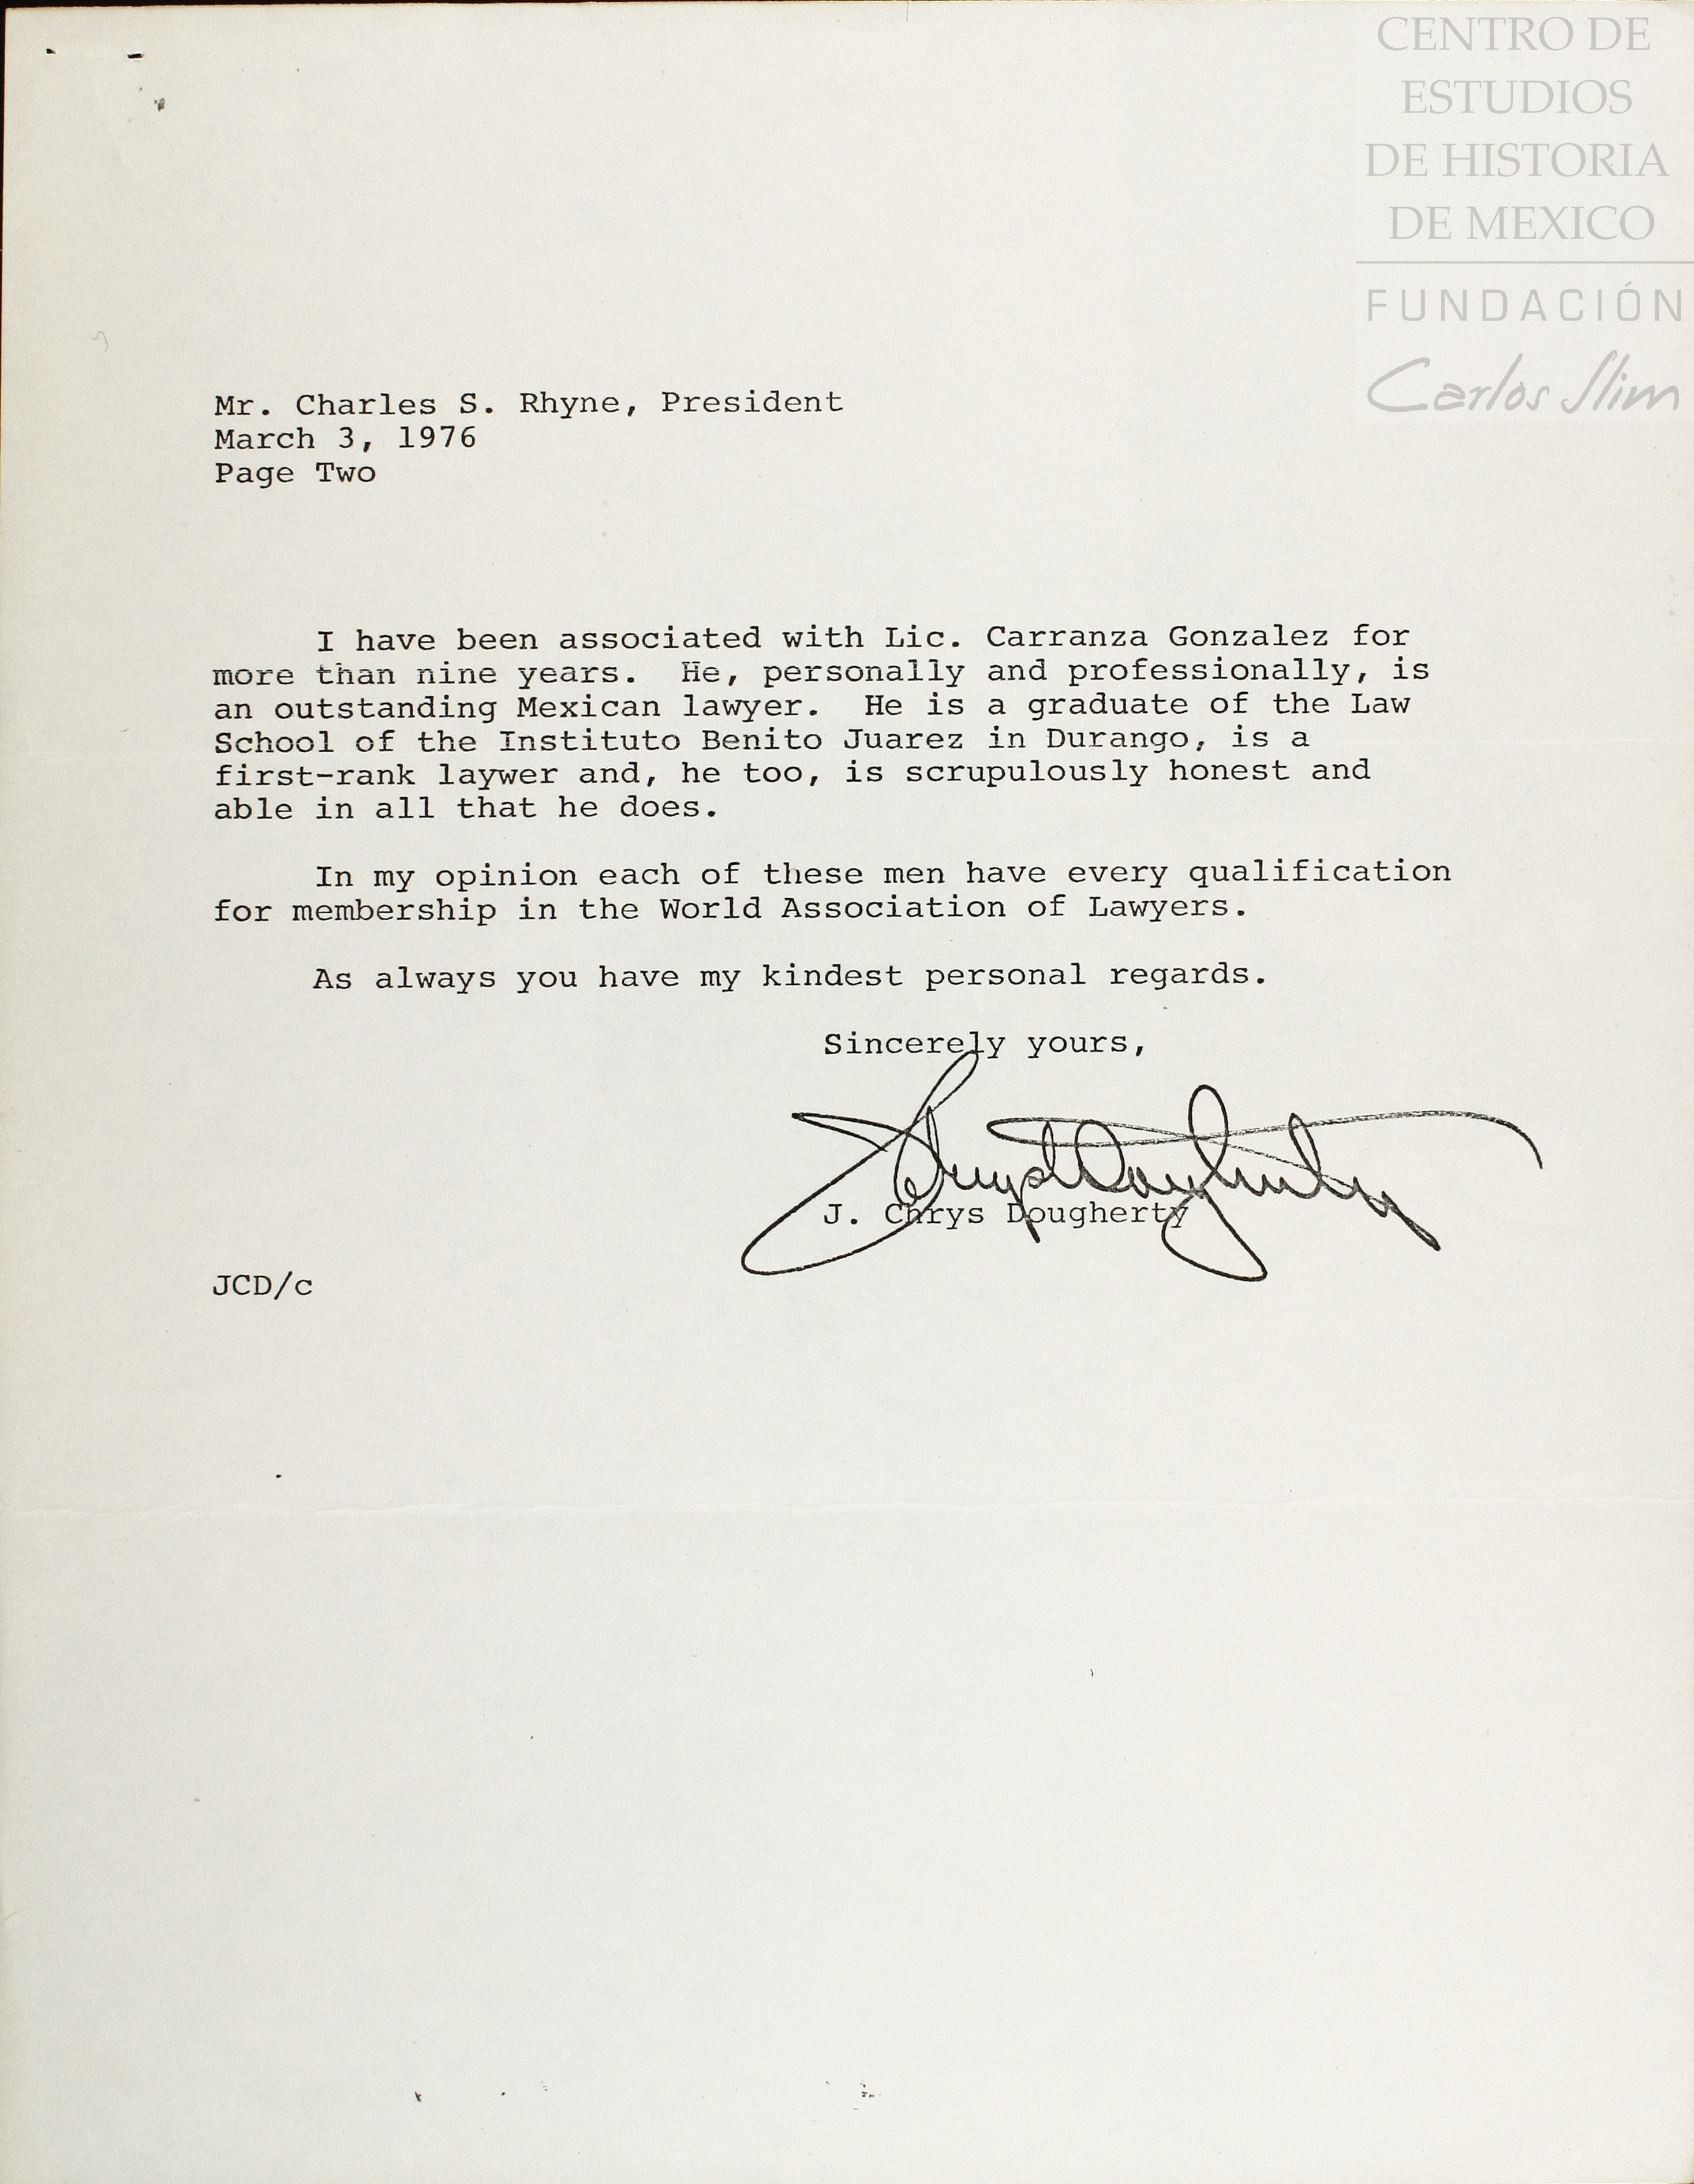 CENTRO DE
ESTUDIOS
DE HISTORIA
DE MEXICO
FUNDACIÓN
Carlos Slim
Mr. Charles S. Rhyne, President
March 3, 1976
Page Two
I have been associated with Lic. Carranza Gonzalez for
more than nine years. He, personally and professionally, is
an outstanding Mexican lawyer. He is a graduate of the Law
School of the Instituto Benito Juarez in Durango, is a
first-rank laywer and, he too, is scrupulously honest and
able in all that he does.
In my opinion each of these men have every qualification
for membership in the World Association of Lawyers.
As always you have my kindest personal regards.
Sincerely yours,
Chrys Dougherty
J. Chrys Dougherty
JCD/c